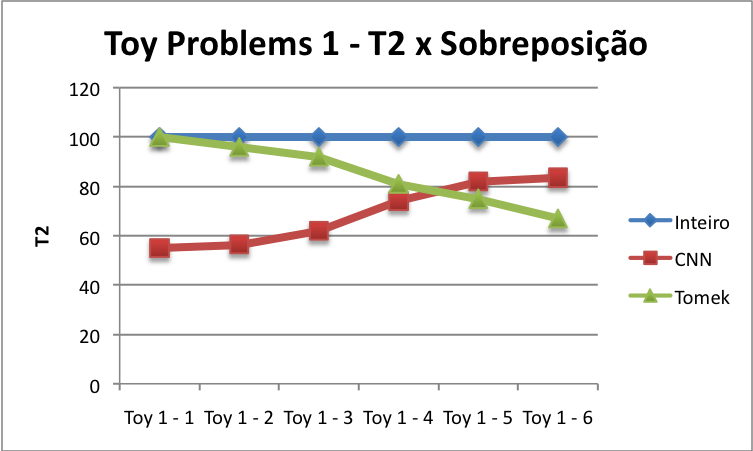 Toy Problems 1 - T2 x Sobreposição
120
100
80
60
40
20
0
T2
Toy 1 - 1 Toy 1 - 2 Toy 1 - 3 Toy 1 - 4 Toy 1 - 5 Toy 1 - 6
Inteiro
CNN
Tomek